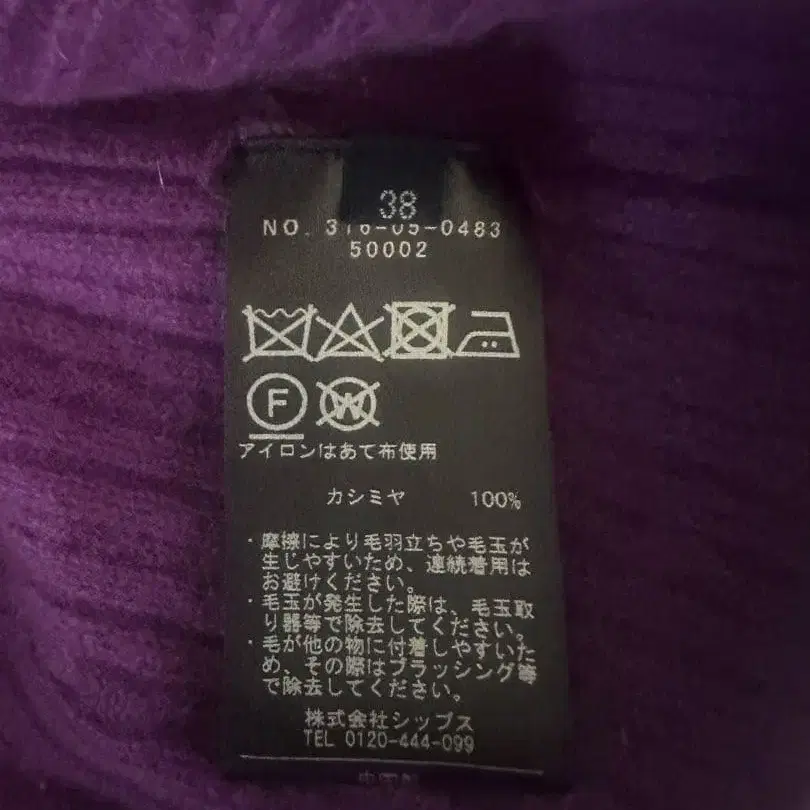 38
NO. 316-05-0483
50002
F
W
アイロンはあて布使用
カシミヤ 100%
・摩擦により毛羽立ちや毛玉が
生じやすいため、連続着用は
お避けください。
・毛玉が発生した際は、毛玉取
り器等で除去してください。
・毛が他の物に付着しやすいた
め、その際はブラッシング等
で除去してください。
株式会社シップス
TEL 0120-444-099